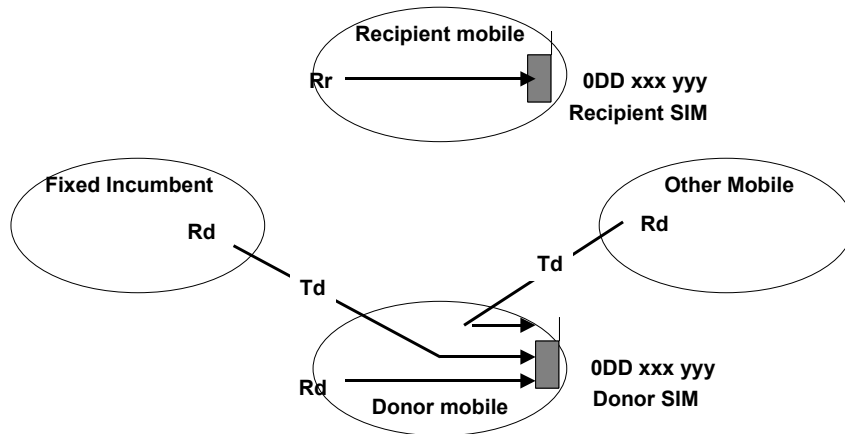 Recipient mobile
Rr
0DD xxx yyy
Recipient SIM
Fixed Incumbent
Other Mobile
Rd
Rd
Td
Td
Rd
0DD xxx yyy
Donor mobile
Donor SIM